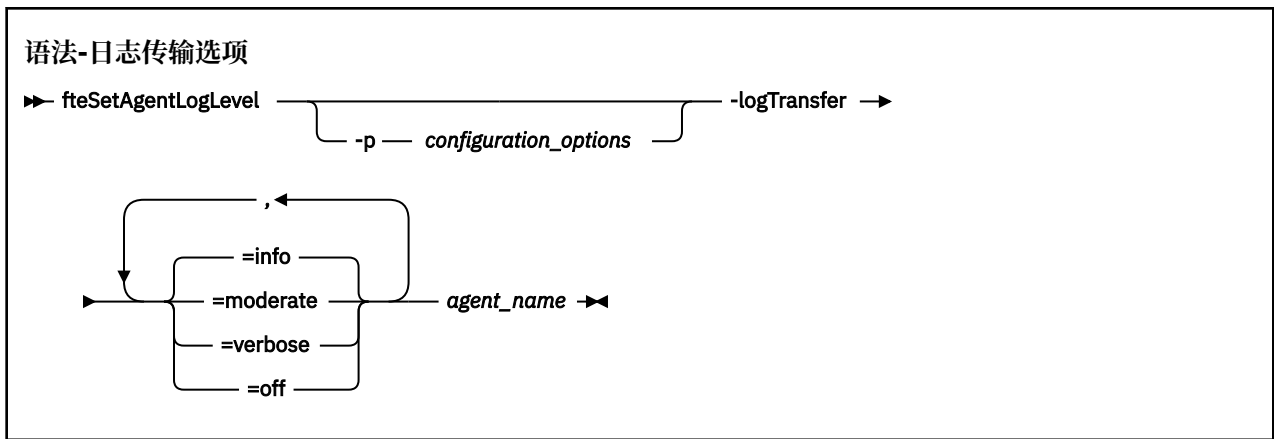 语法-日志传输选项
fteSetAgentLogLevel -logTransfer
-p configuration_options
,
=info
=moderate agent_name
=verbose
=off